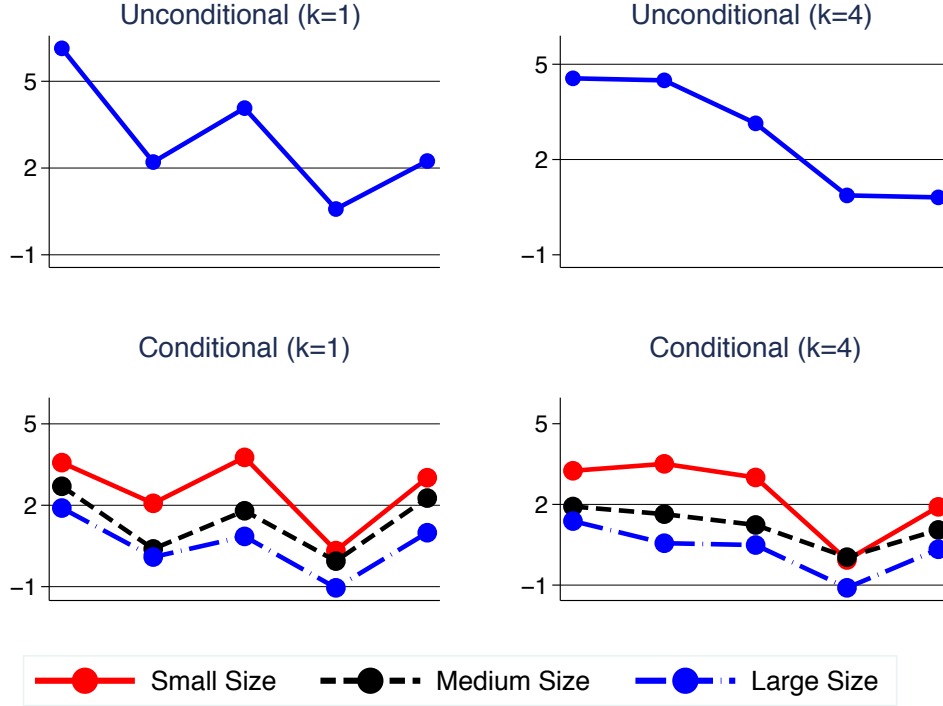 Unconditional (k=1)
5
2
−1
Unconditional (k=4)
5
2
−1
Conditional (k=1)
5
2
−1
Conditional (k=4)
5
2
−1
Small Size Medium Size Large Size